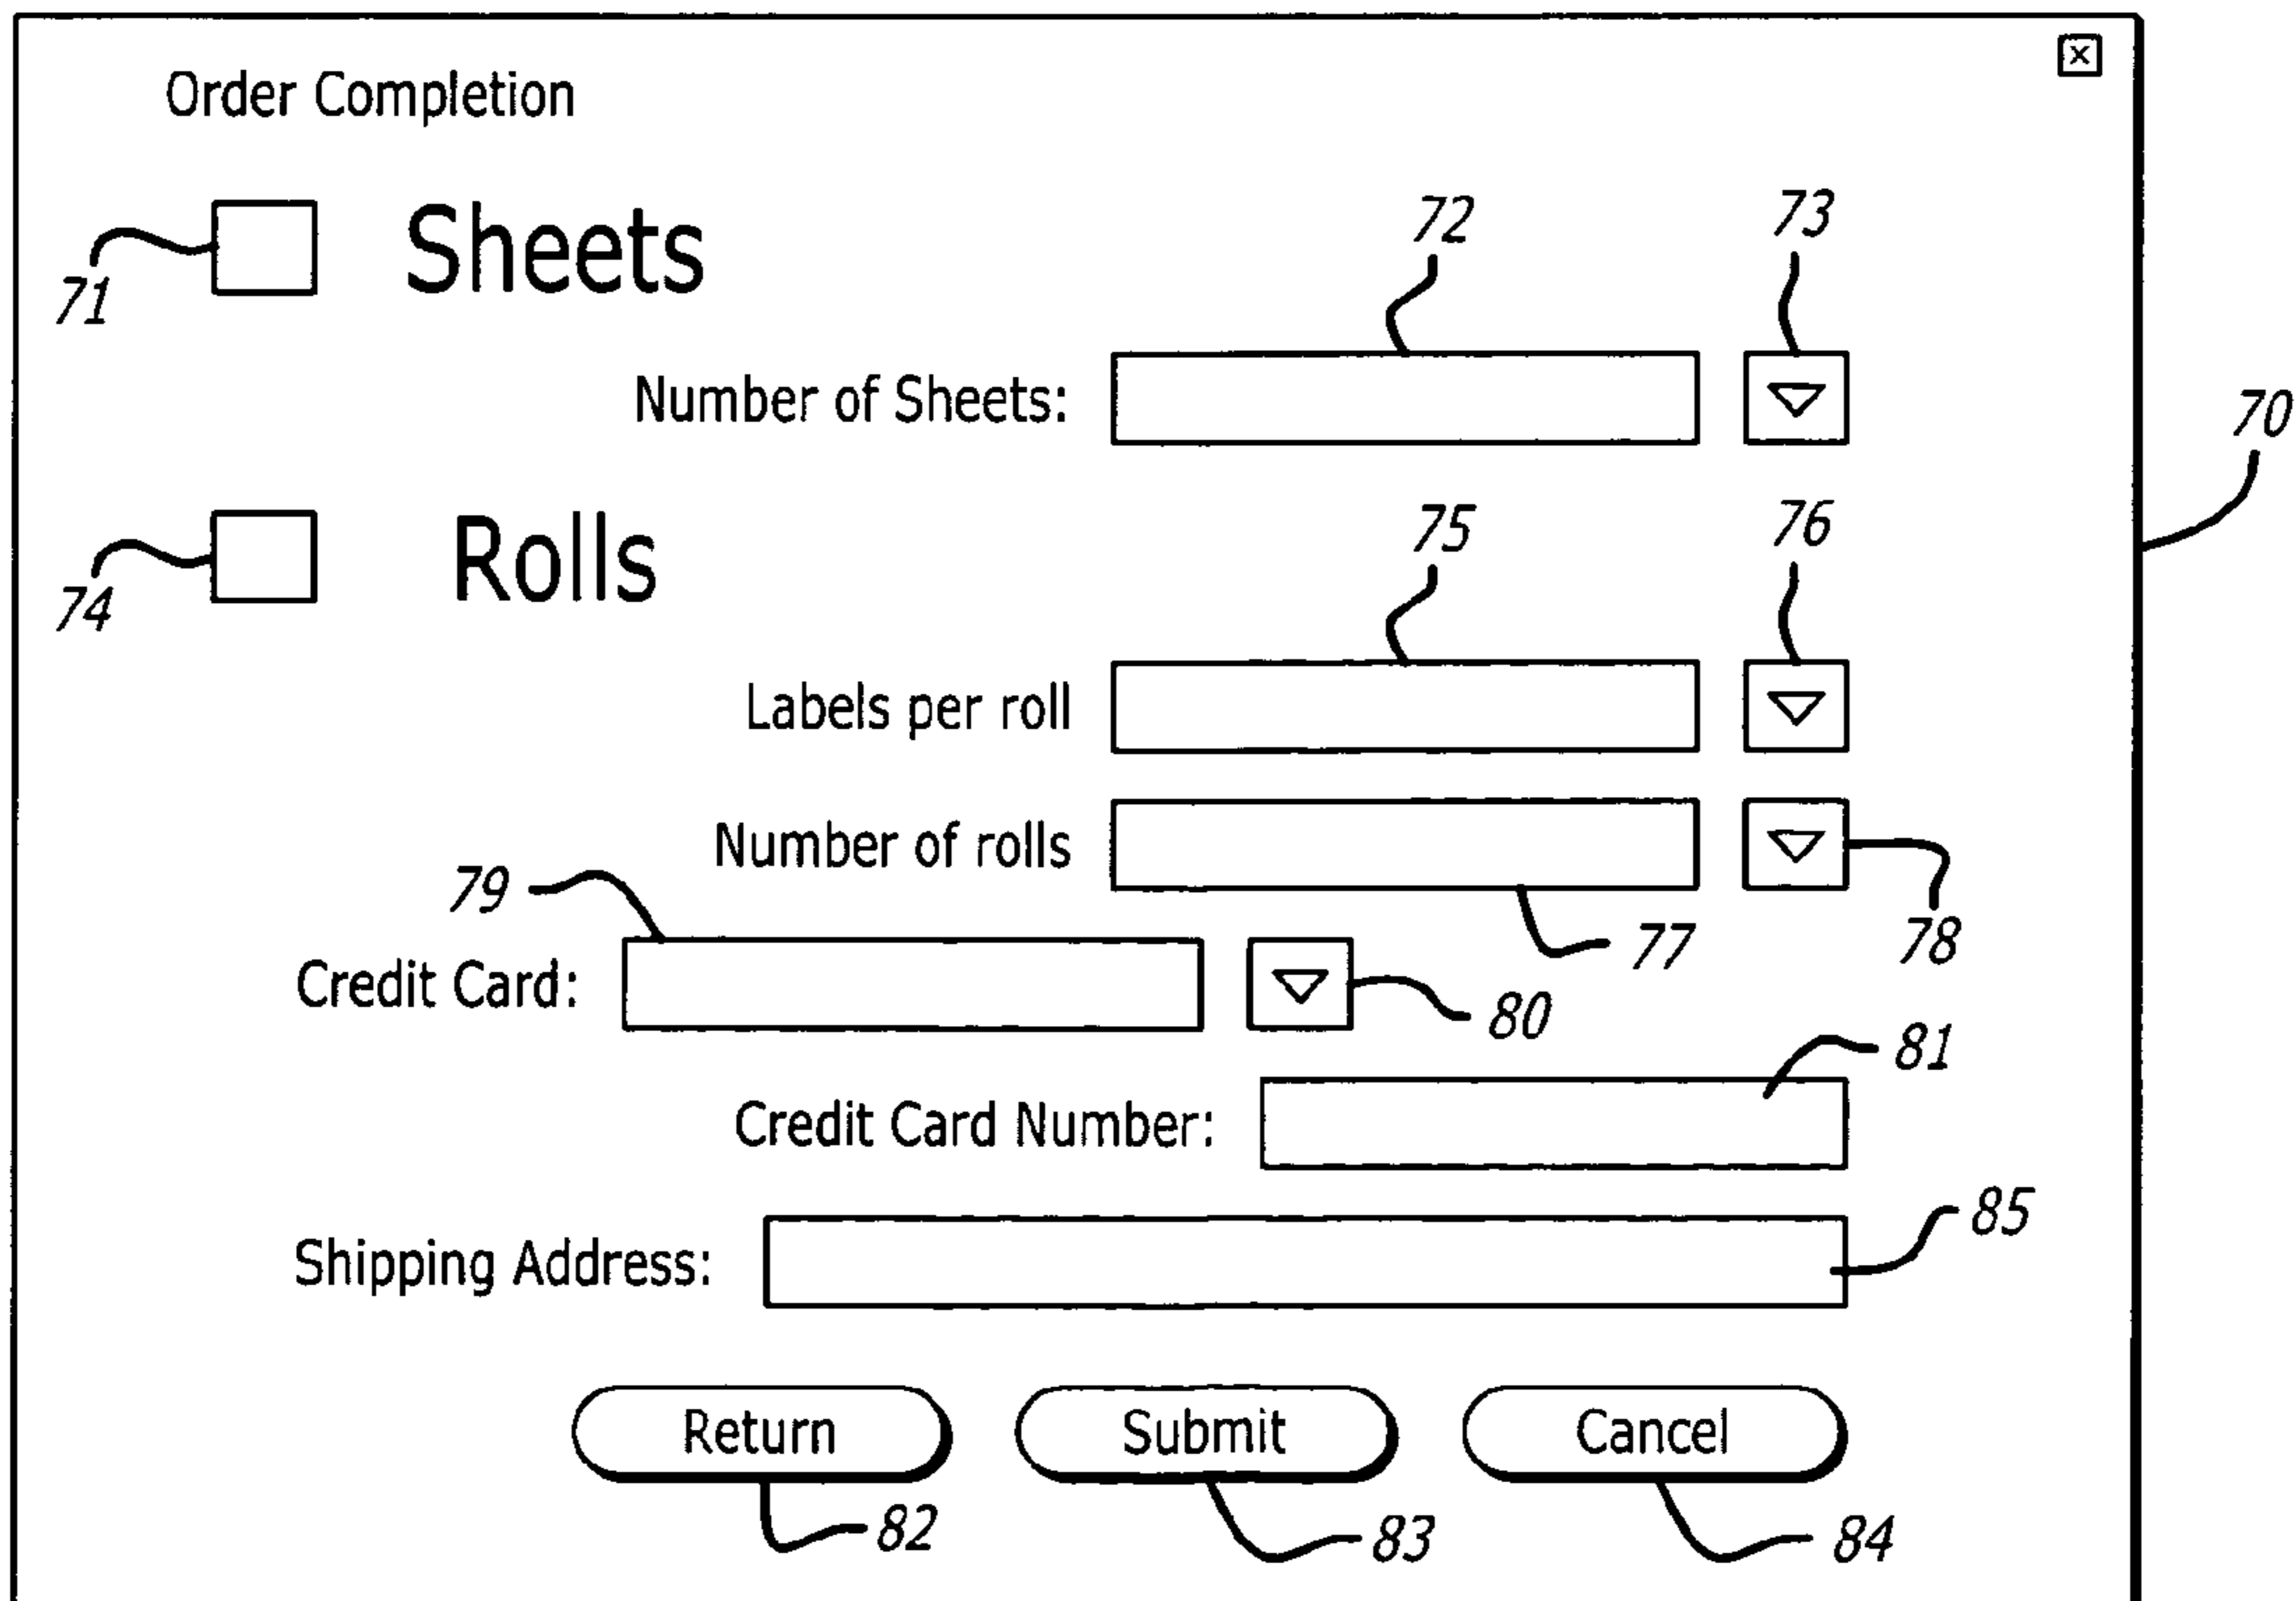 Order Completion
x
71 Sheets
72 73
Number of Sheets:
70
74 Rolls
75 76
Labels per roll
Number of rolls
77 78
79
Credit Card:
80
81
Credit Card Number:
85
Shipping Address:
Return Submit Cancel
82 83 84